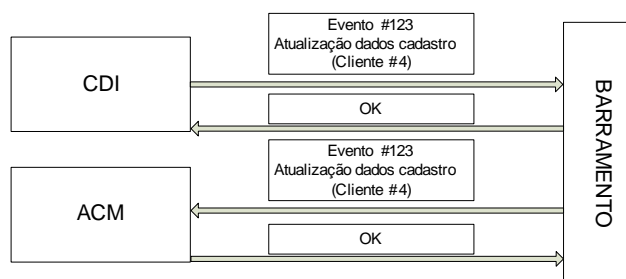 Evento #123
Atualização dados cadastro
(Cliente #4)
CDI
OK
Evento #123
Atualização dados cadastro
(Cliente #4)
ACM
OK
BARRAMENTO